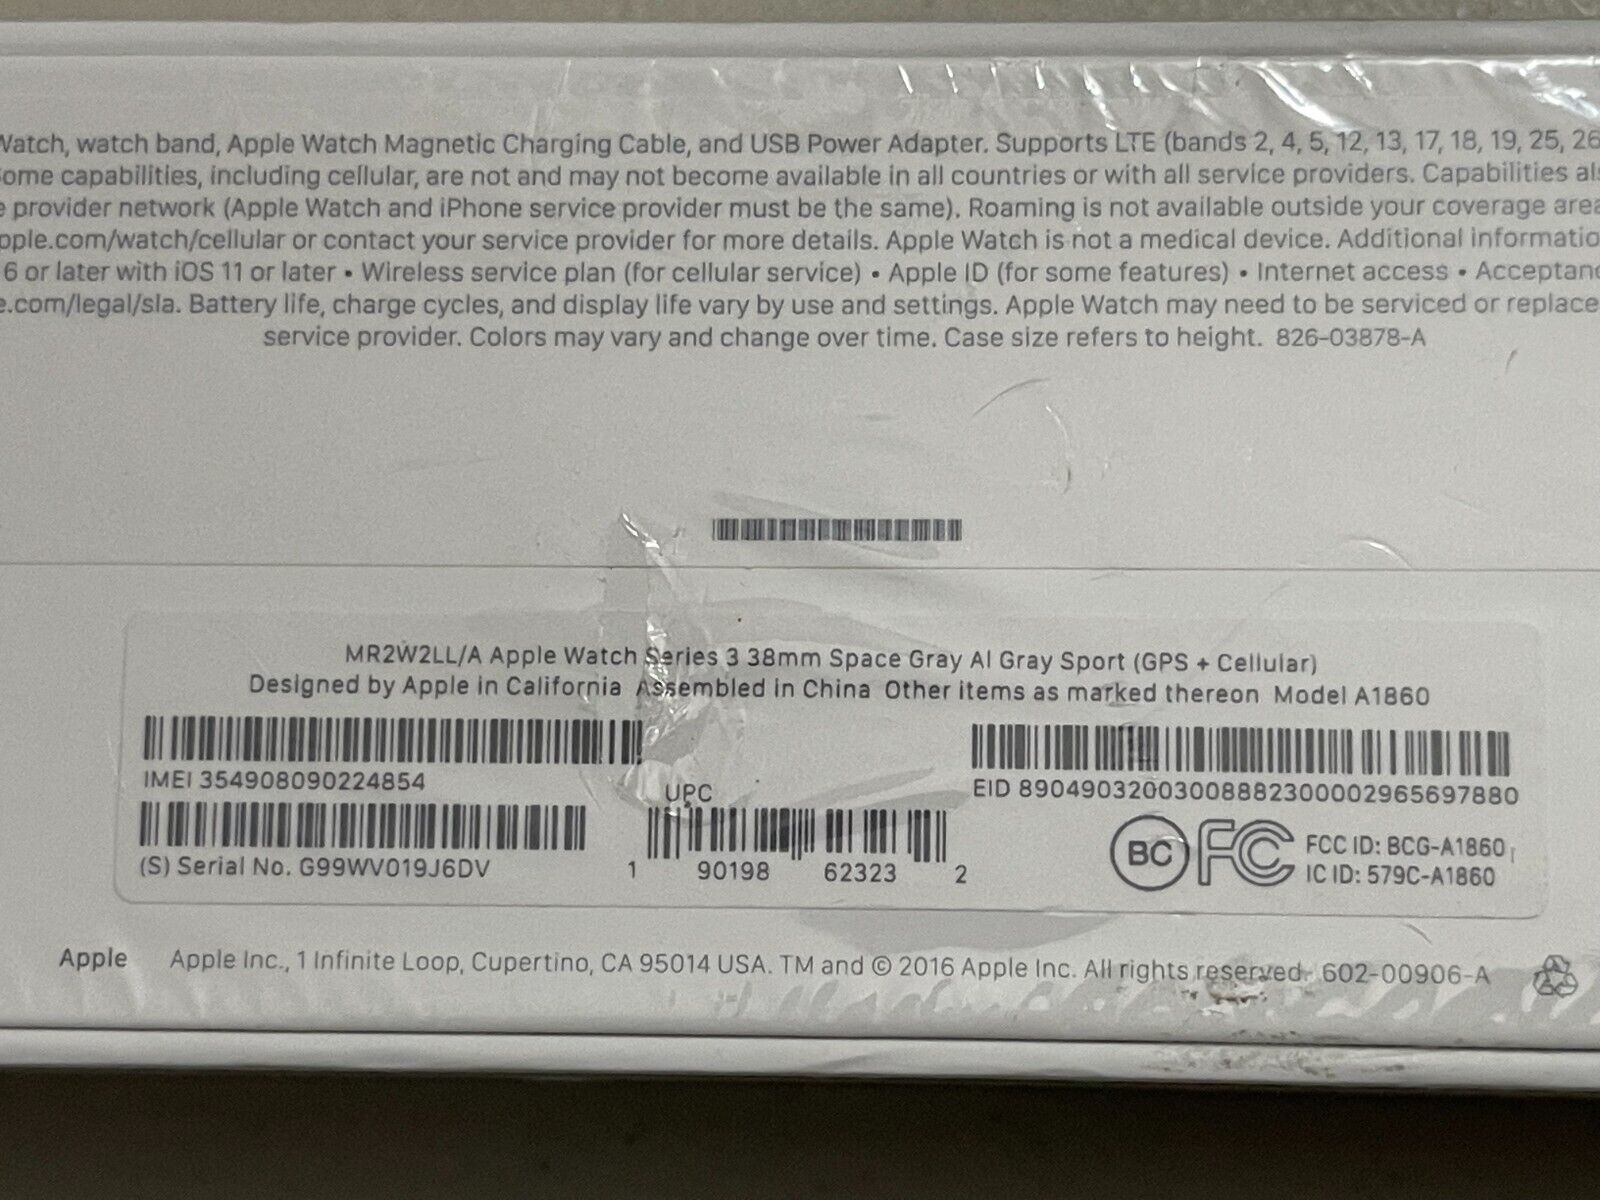 Watch, watch band, Apple Watch Magnetic Charging Cable, and USB Power Adapter. Supports LTE (bands 2, 4, 5, 12, 13, 17, 18, 19, 25, 26
Some capabilities, including cellular, are not and may not become available in all countries or with all service providers. Capabilities als
e provider network (Apple Watch and iPhone service provider must be the same). Roaming is not available outside your coverage area
pple.com/watch/cellular or contact your service provider for more details. Apple Watch is not a medical device. Additional informatio
6 or later with iOS 11 or later • Wireless service plan (for cellular service) • Apple ID (for some features) • Internet access • Acceptanc
e.com/legal/sla. Battery life, charge cycles, and display life vary by use and settings. Apple Watch may need to be serviced or replace
service provider. Colors may vary and change over time. Case size refers to height. 826-03878-A
MR2W2LL/A Apple Watch Series 3 38mm Space Gray Al Gray Sport (GPS + Cellular)
Designed by Apple in California Assembled in China Other items as marked thereon Model A1860
IMEI 354908090224854
EID 89049032003008882300002965697880
UPC
(S) Serial No. G99WV019J6DV
1 90198 62323 2
BC FC
FCC ID: BCG-A1860
IC ID: 579C-A1860
Apple Apple Inc., 1 Infinite Loop, Cupertino, CA 95014 USA. TM and © 2016 Apple Inc. All rights reserved. 602-00906-A